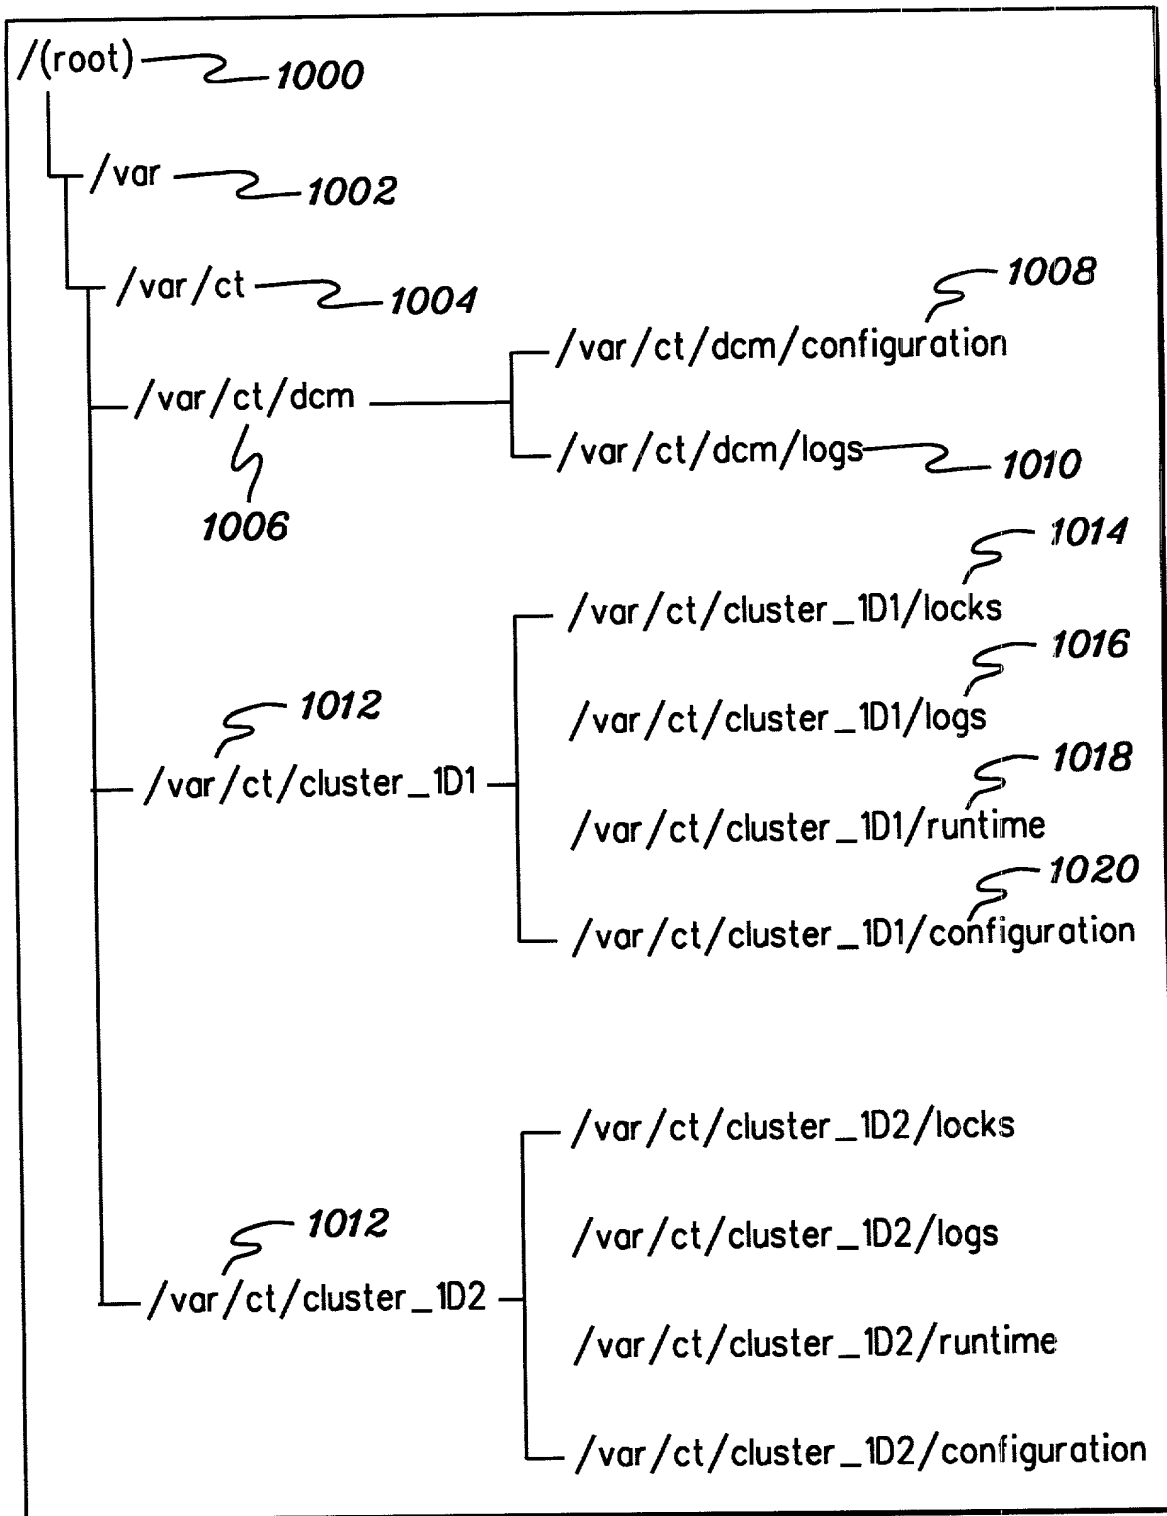 /(root) 1000
/var 1002
/var/ct 1004
1008
/var/ct/dcm/configuration
/var/ct/dcm
/var/ct/dcm/logs 1010
1006
1014
/var/ct/cluster_1D1/locks
1016
/var/ct/cluster_1D1/logs
1012
1018
/var/ct/cluster_1D1
/var/ct/cluster_1D1/runtime
1020
/var/ct/cluster_1D1/configuration
/var/ct/cluster_1D2/locks
1012
/var/ct/cluster_1D2/logs
/var/ct/cluster_1D2
/var/ct/cluster_1D2/runtime
/var/ct/cluster_1D2/configuration